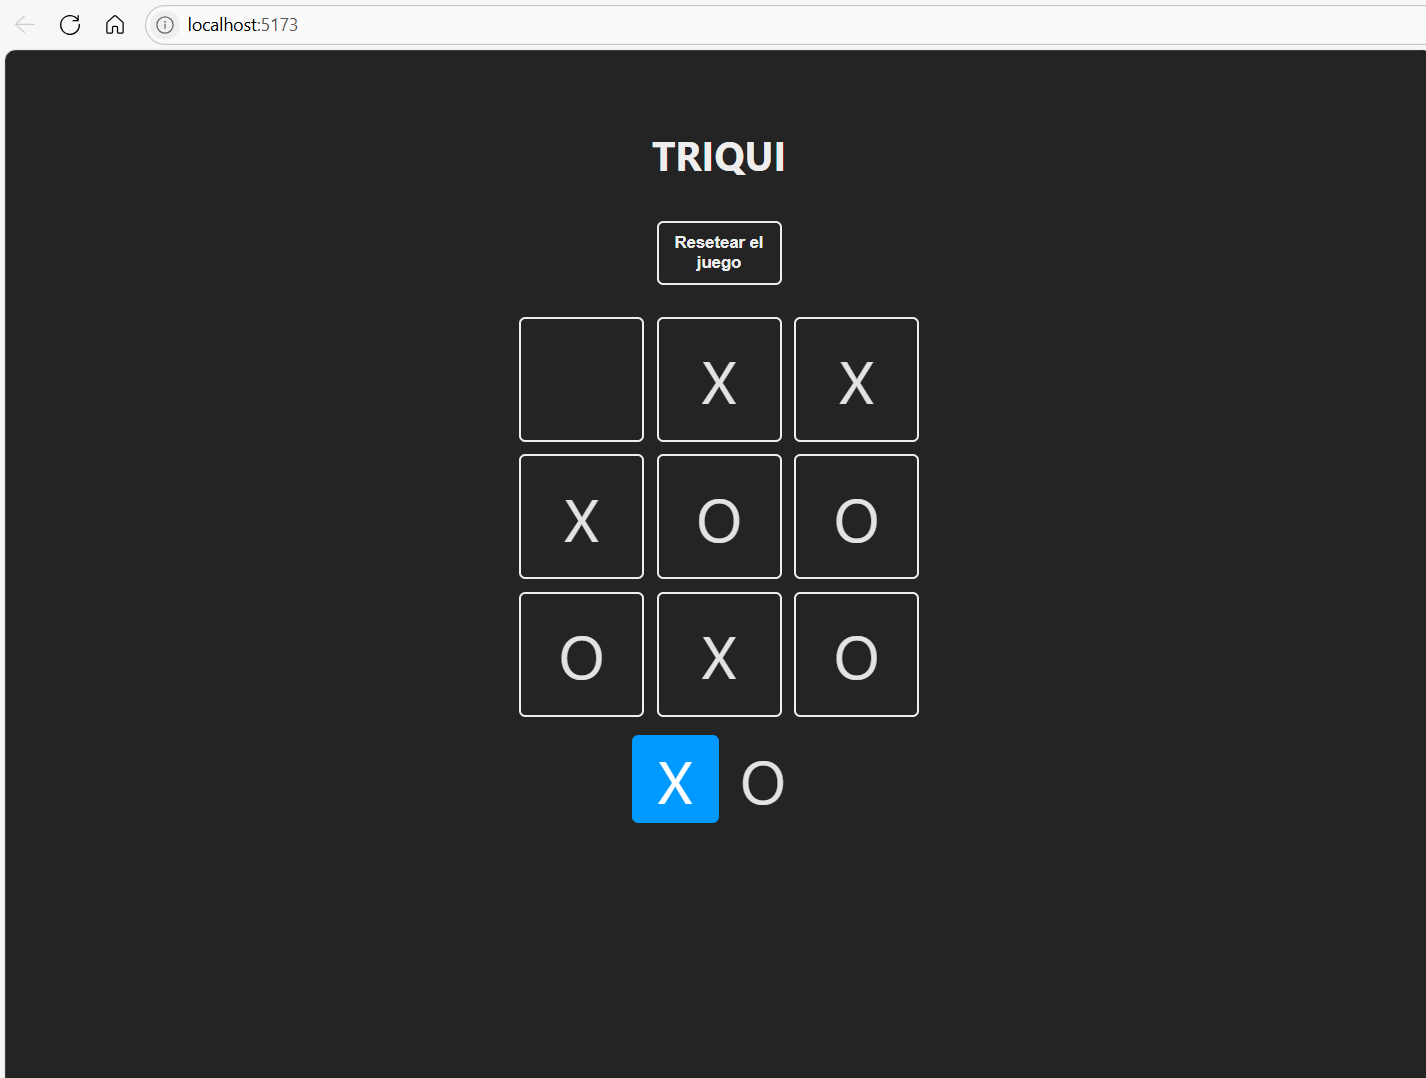 localhost:5173
TRIQUI
Resetear el
juego
X X
X O O
O X O
X O